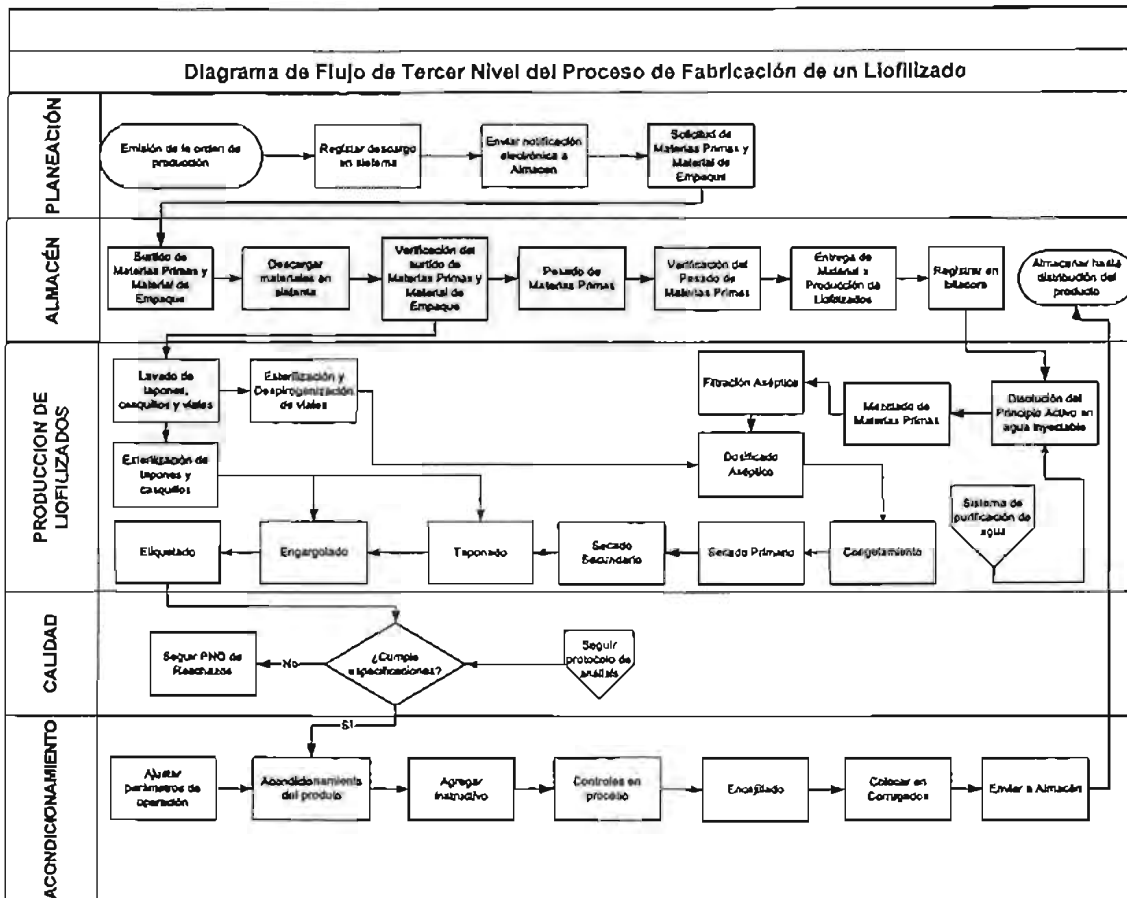 Diagrama de Flujo de Tercer Nivel del Proceso de Fabricación de un Liofilizado
PLANEACIÓN
Emisión de la orden de
producción
Registrar descargo
en sistema
Enviar notificación
electrónica a
Almacen
Solicitud de
Materias Primas y
Material de
Empaque
ALMACÉN
Surtido de
Materias Primas y
Material de
Empaque
Descargar
materiales en
sistema
Verificación del
surtido de
Materias Primas y
Material de
Empaque
Pesado de
Materias Primas
Verificación del
Pesado de
Materias Primas
Entrega de
Material a
Producción de
Liofilizados
Registrar en
bitacora
Almacenar hasta
distribución del
producto
PRODUCCION DE
LIOFILIZADOS
Lavado de
tapones,
casquillos y viales
Esterilización y
Despirogenización
de viales
Filtración Aséptica
Mezclado de
Materias Primas
Disolución del
Principio Activo en
agua inyectable
Esterilización de
tapones y
casquillos
Dosificado
Aséptico
Sistema de
purificación de
agua
Etiquetado
Engargolado
Taponado
Secado
Secundario
Secado Primario
Congelamiento
CALIDAD
Seguir PNO de
Reachazos
No
¿Cumple
especificaciones?
Seguir
protocolo de
analisis
SI
ACONDICIONAMIENTO
Ajustar
parámetros de
operación
Acondicionamiento
del produto
Agregar
instructivo
Controles en
proceso
Encajillado
Colocar en
Corrugados
Enviar a Almacén